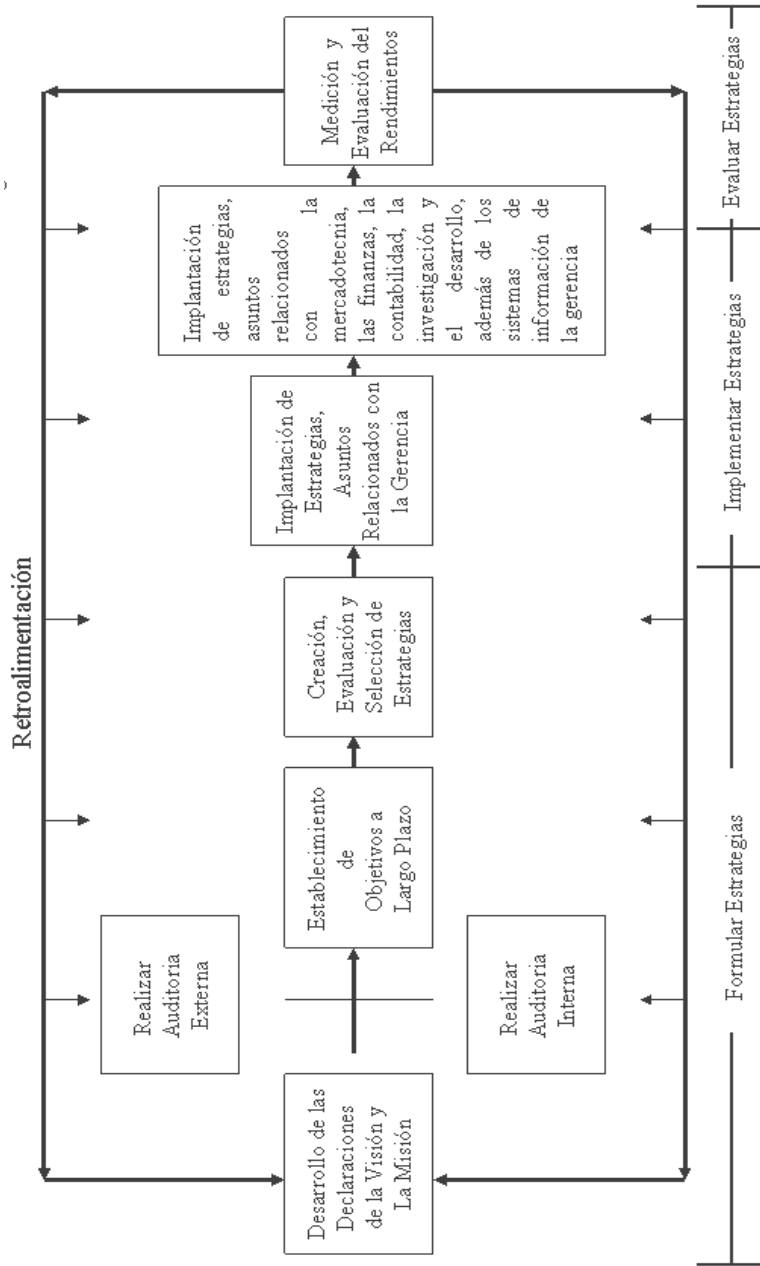 Retroalimentación
Realizar
Auditoria
Externa
Desarrollo de las
Declaraciones
de la Visión y
La Misión
Establecimiento
de
Objetivos a
Largo Plazo
Creación,
Evaluación y
Selección de
Estrategias
Implantación de
Estrategias,
Asuntos
Relacionados con
la Gerencia
Implantación
de estrategias,
asuntos
relacionados
con la
mercadotecnia,
las finanzas, la
contabilidad, la
investigación y
el desarrollo,
además de los
sistemas de
información de
la gerencia
Medición y
Evaluación del
Rendimientos
Realizar
Auditoria
Interna
Formular Estrategias
Implementar Estrategias
Evaluar Estrategias